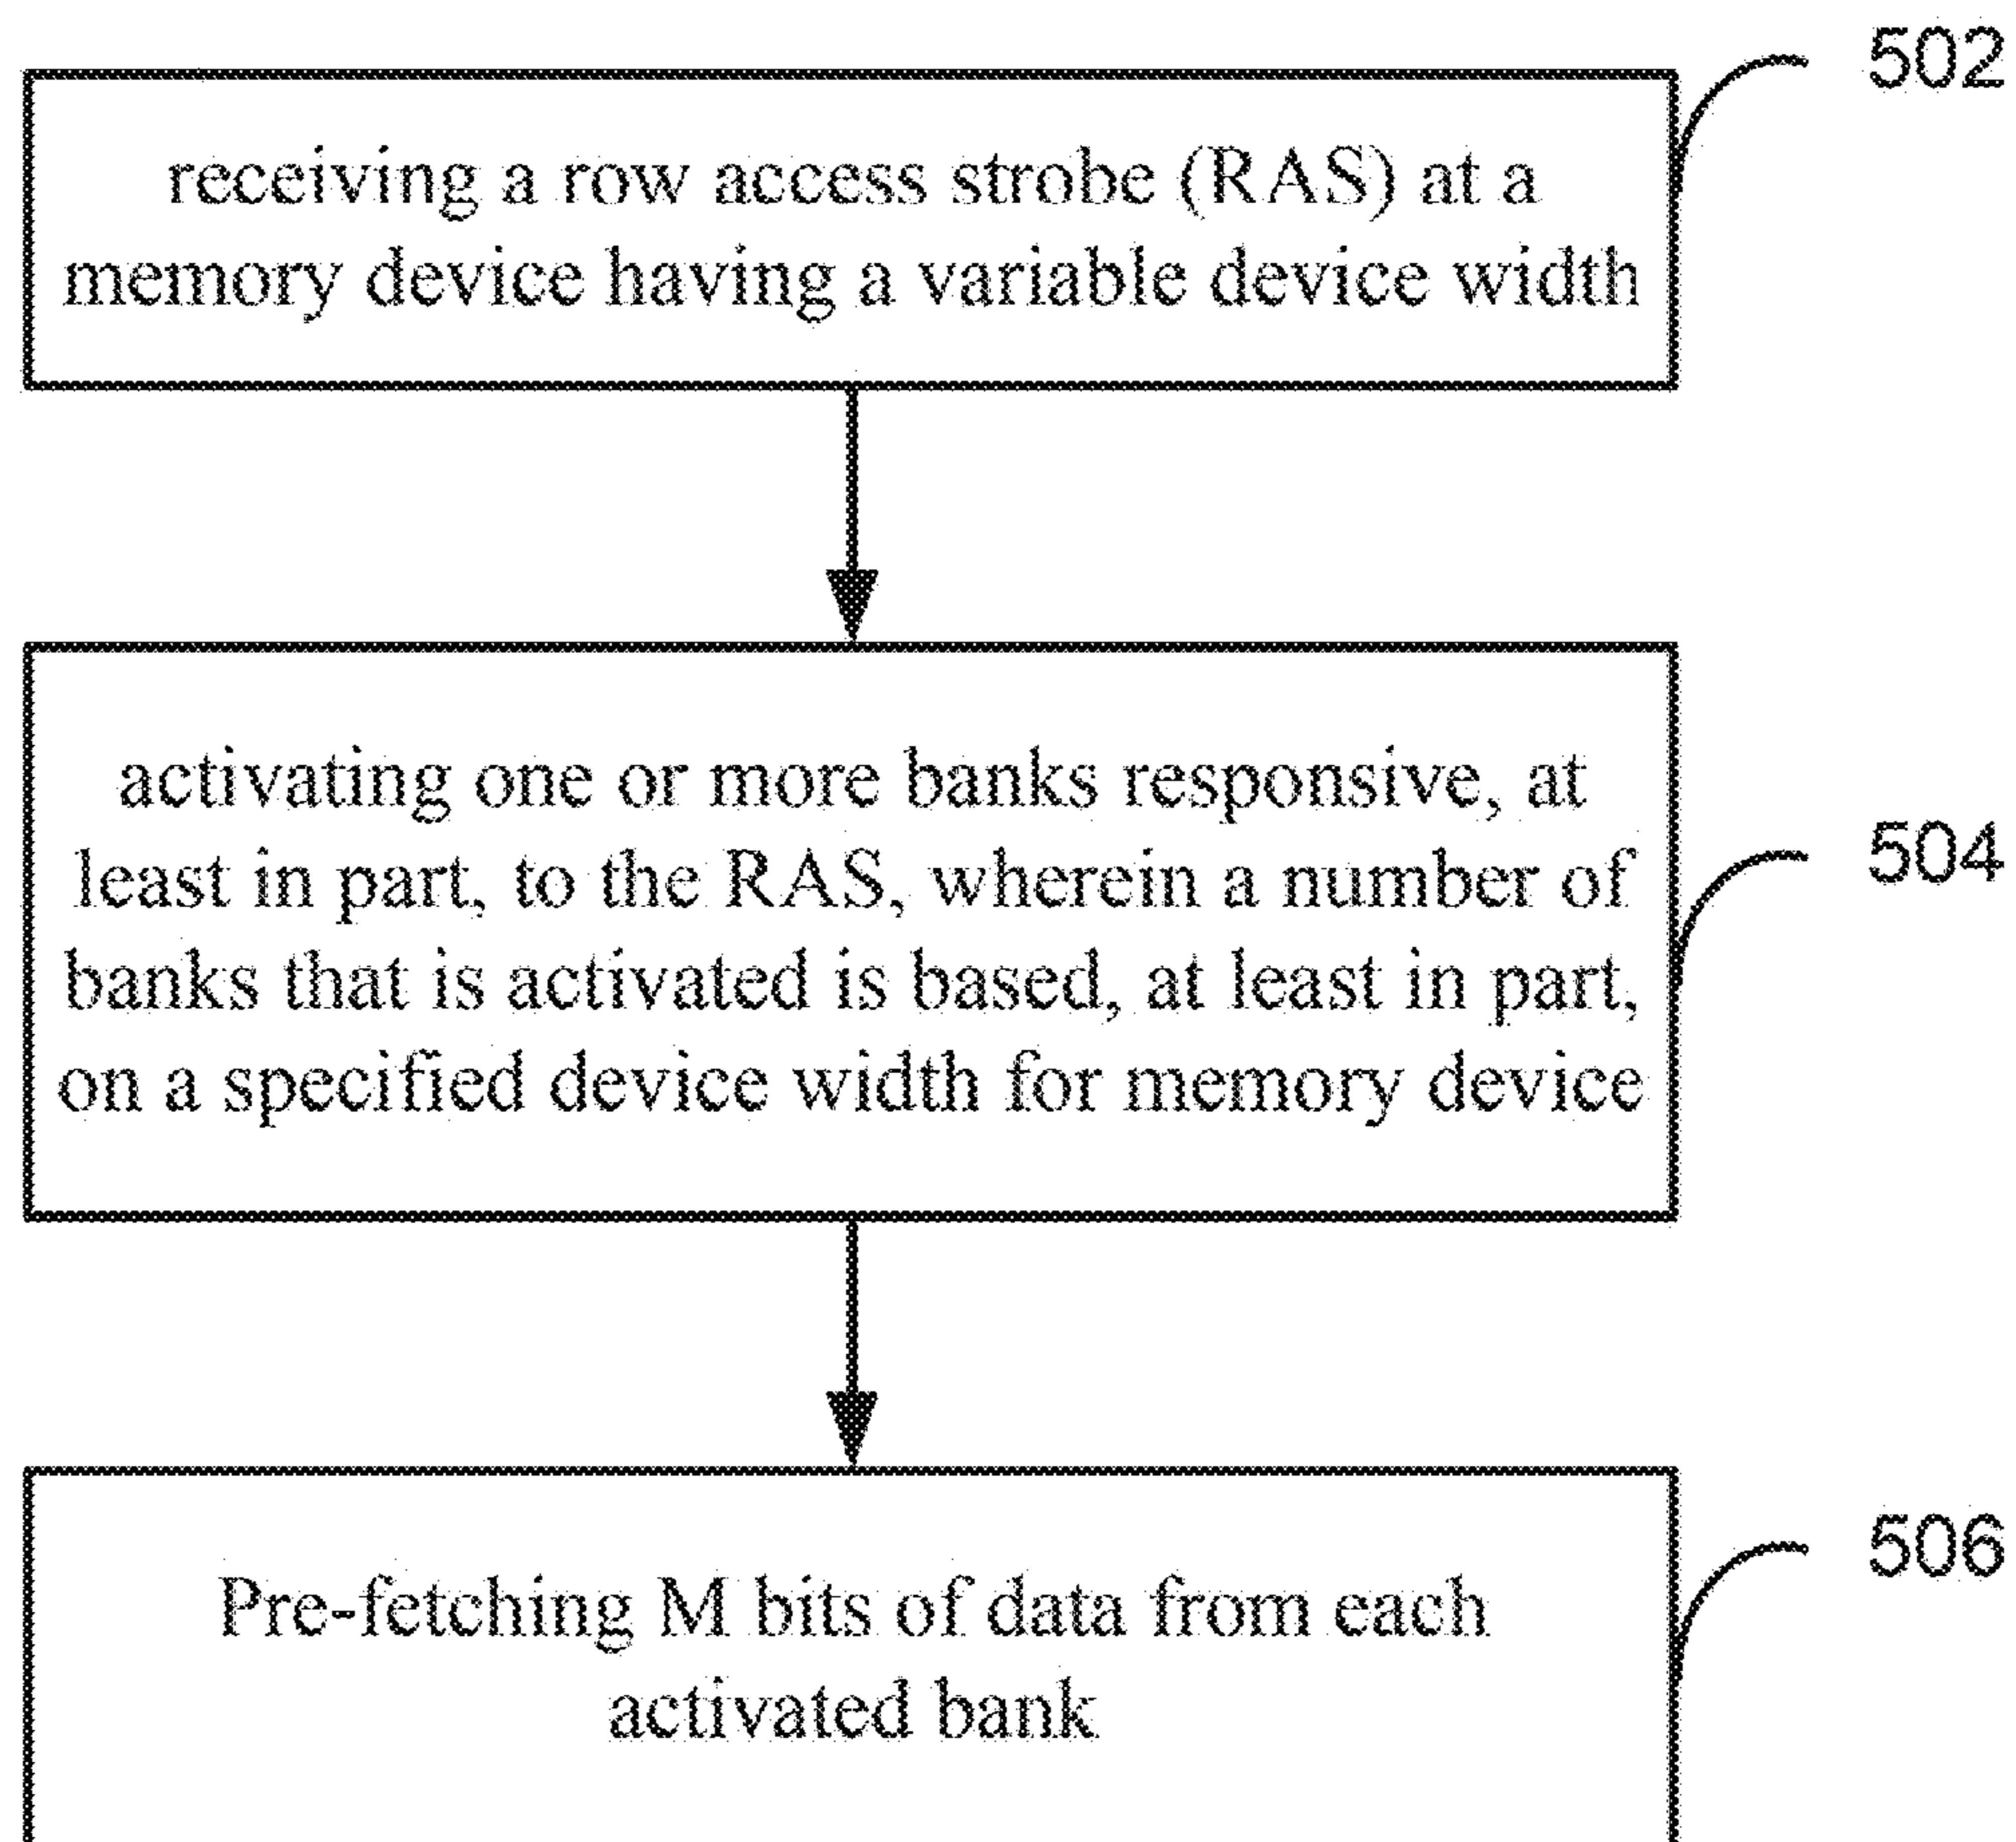 502
receiving a row access strobe (RAS) at a
memory device having a variable device width
activating one or more banks responsive, at
least in part, to the RAS, wherein a number of
banks that is activated is based, at least in part,
on a specified device width for memory device
504
Pre-fetching M bits of data from each
activated bank
506